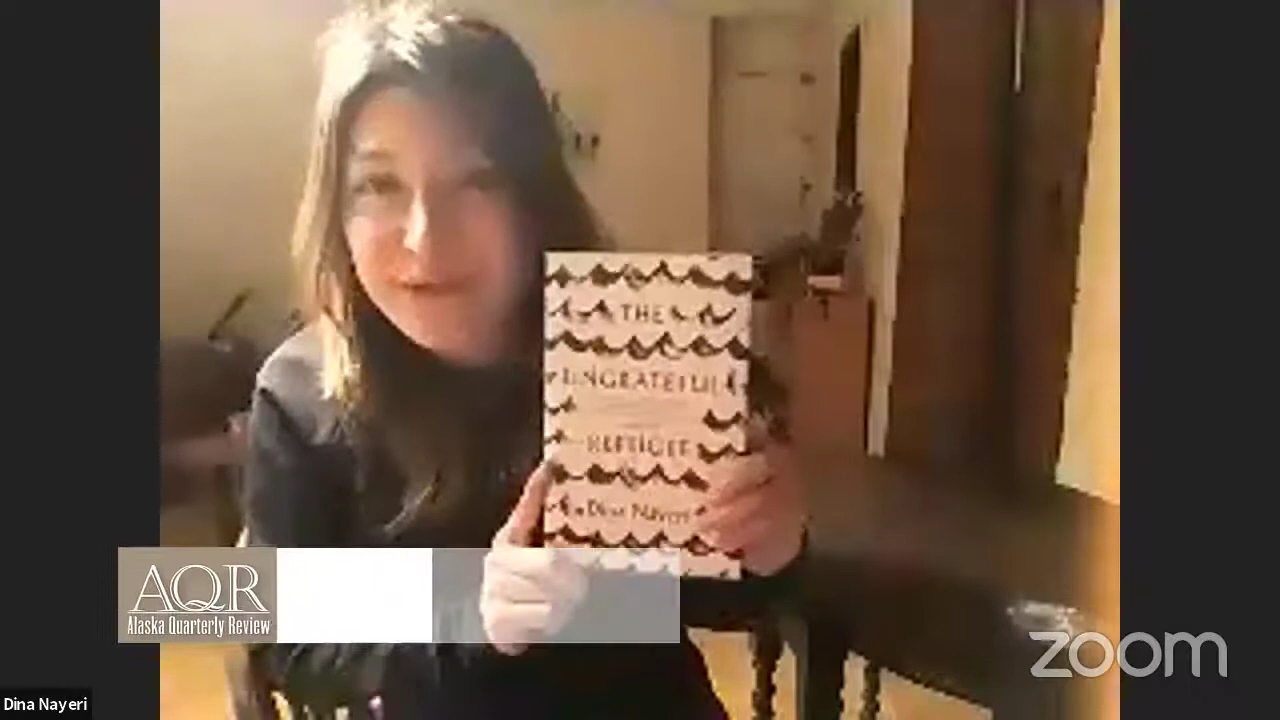 THE
UNGRATEFUL
REFUGEE
Dina Nayeri
AQR
Alaska Quarterly Review
zoom
Dina Nayeri